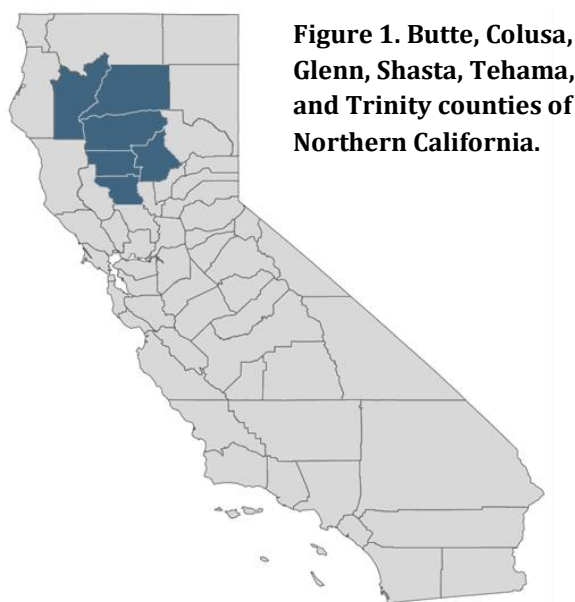 Figure 1. Butte, Colusa,
Glenn, Shasta, Tehama,
and Trinity counties of
Northern California.